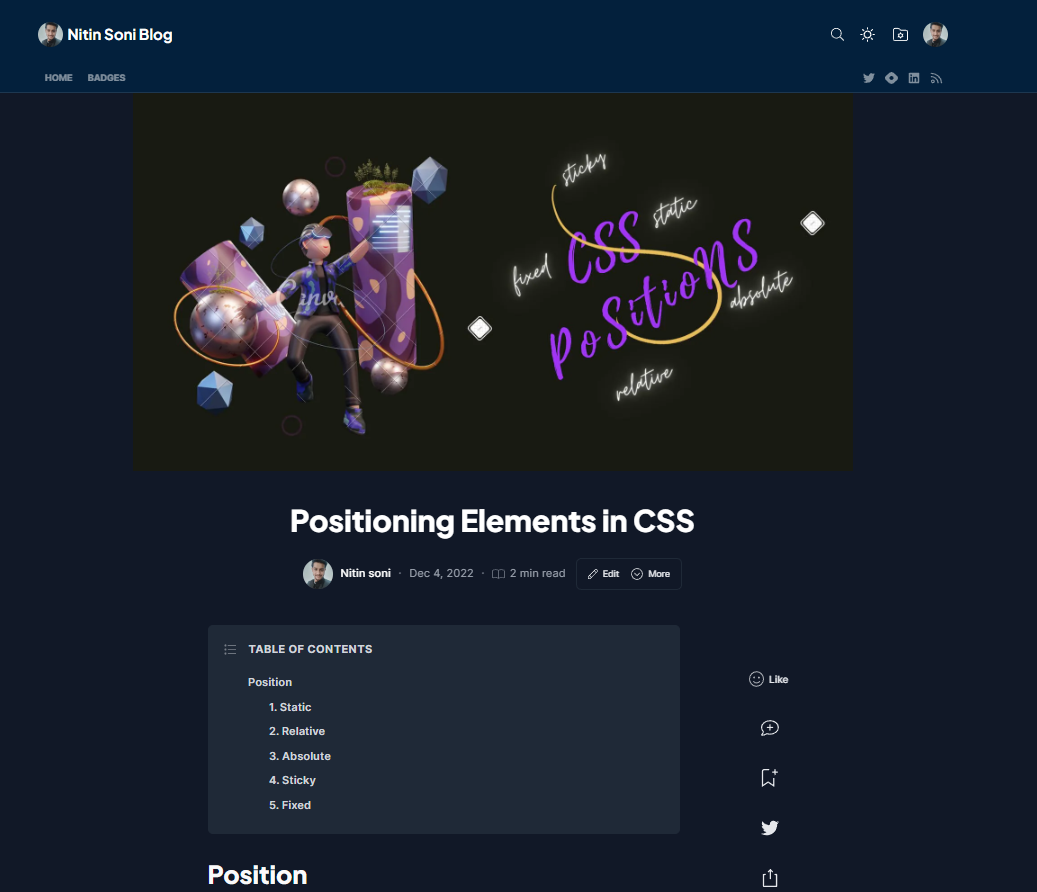 Nitin Soni Blog
HOME BADGES
sticky
static
CSS
fixed
PoSitioNS
absolute
relative
Canva
Positioning Elements in CSS
Nitin soni · Dec 4, 2022 · 2 min read Edit More
TABLE OF CONTENTS
Position
1. Static
2. Relative
3. Absolute
4. Sticky
5. Fixed
Like
Position